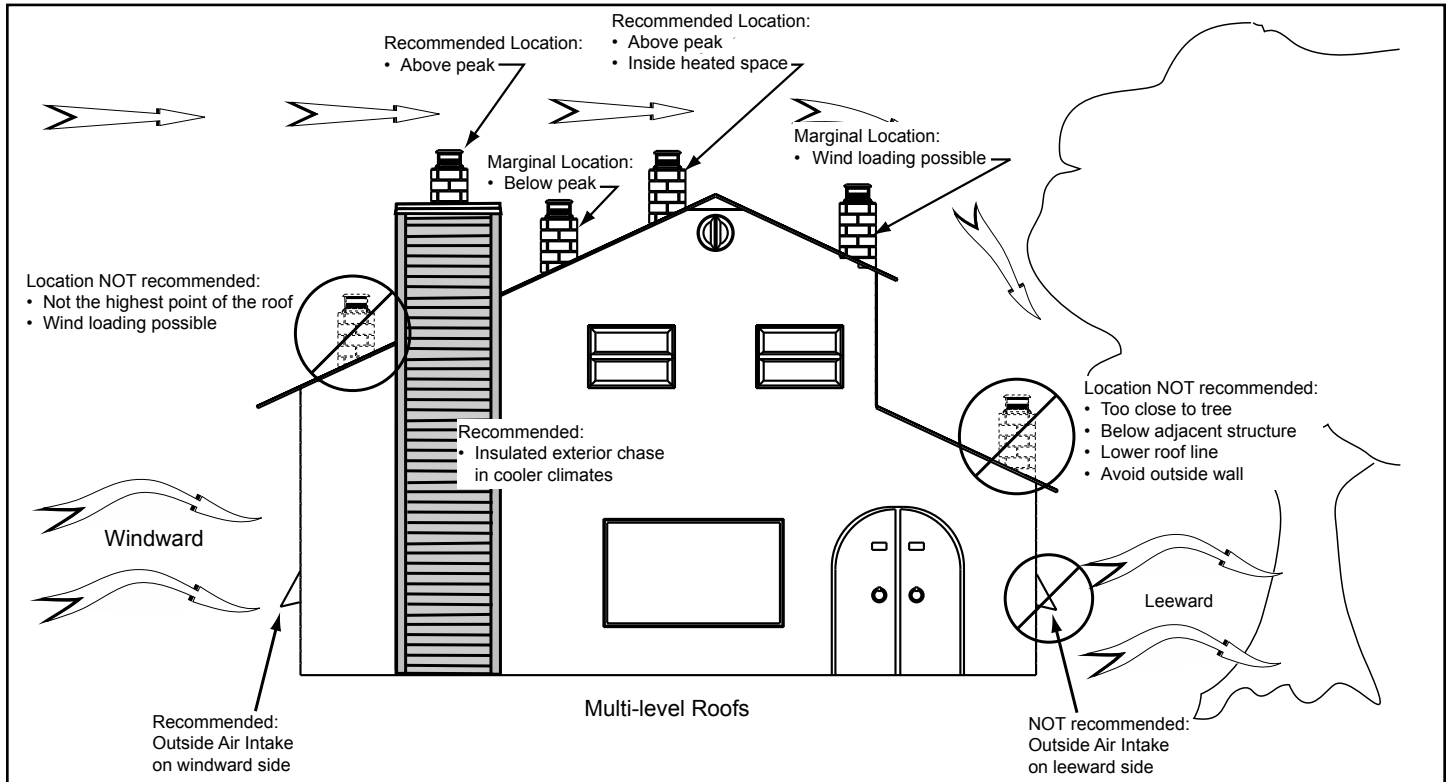 Recommended Location:
• Above peak
Recommended Location:
• Above peak
• Inside heated space
Marginal Location:
• Below peak
Marginal Location:
• Wind loading possible
Location NOT recommended:
• Not the highest point of the roof
• Wind loading possible
Recommended:
• Insulated exterior chase
in cooler climates
Location NOT recommended:
• Too close to tree
• Below adjacent structure
• Lower roof line
• Avoid outside wall
Windward
Leeward
Recommended:
Outside Air Intake
on windward side
Multi-level Roofs
NOT recommended:
Outside Air Intake
on leeward side